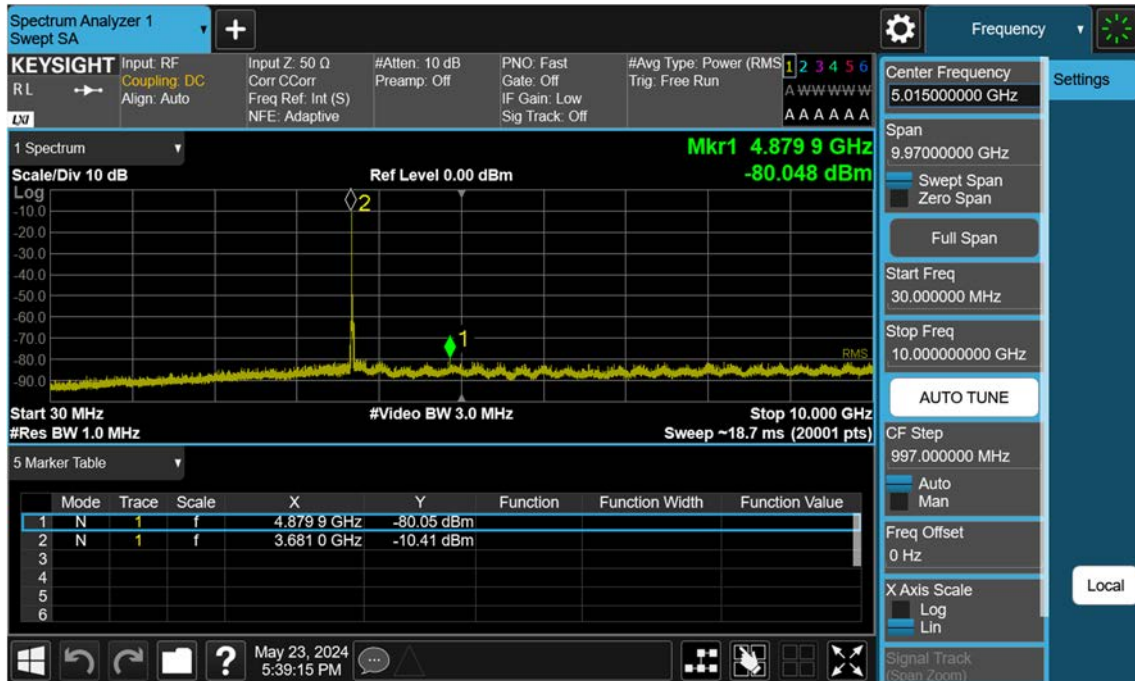 Spectrum Analyzer 1
Swept SA
Frequency
KEYSIGHT
R L
LXI
Input: RF
Coupling: DC
Align: Auto
Input Z: 50 Ω
Corr CCorr
Freq Ref: Int (S)
NFE: Adaptive
#Atten: 10 dB
Preamp: Off
PNO: Fast
Gate: Off
IF Gain: Low
Sig Track: Off
#Avg Type: Power (RMS
Trig: Free Run
1 2 3 4 5 6
A W W W W W
A A A A A A
1 Spectrum
Mkr1 4.879 9 GHz
Scale/Div 10 dB
Ref Level 0.00 dBm
-80.048 dBm
Log
-10.0
-20.0
-30.0
-40.0
-50.0
-60.0
-70.0
-80.0
-90.0
2
1
RMS
Start 30 MHz
#Video BW 3.0 MHz
Stop 10.000 GHz
#Res BW 1.0 MHz
Sweep ~18.7 ms (20001 pts)
5 Marker Table
Mode Trace Scale X Y Function Function Width Function Value
1 N 1 f 4.879 9 GHz -80.05 dBm
2 N 1 f 3.681 0 GHz -10.41 dBm
3
4
5
6
?
May 23, 2024
5:39:15 PM
Center Frequency
5.015000000 GHz
Span
9.97000000 GHz
Swept Span
Zero Span
Full Span
Start Freq
30.000000 MHz
Stop Freq
10.000000000 GHz
AUTO TUNE
CF Step
997.000000 MHz
Auto
Man
Freq Offset
0 Hz
X Axis Scale
Log
Lin
Signal Track
(Span Zoom)
Settings
Local